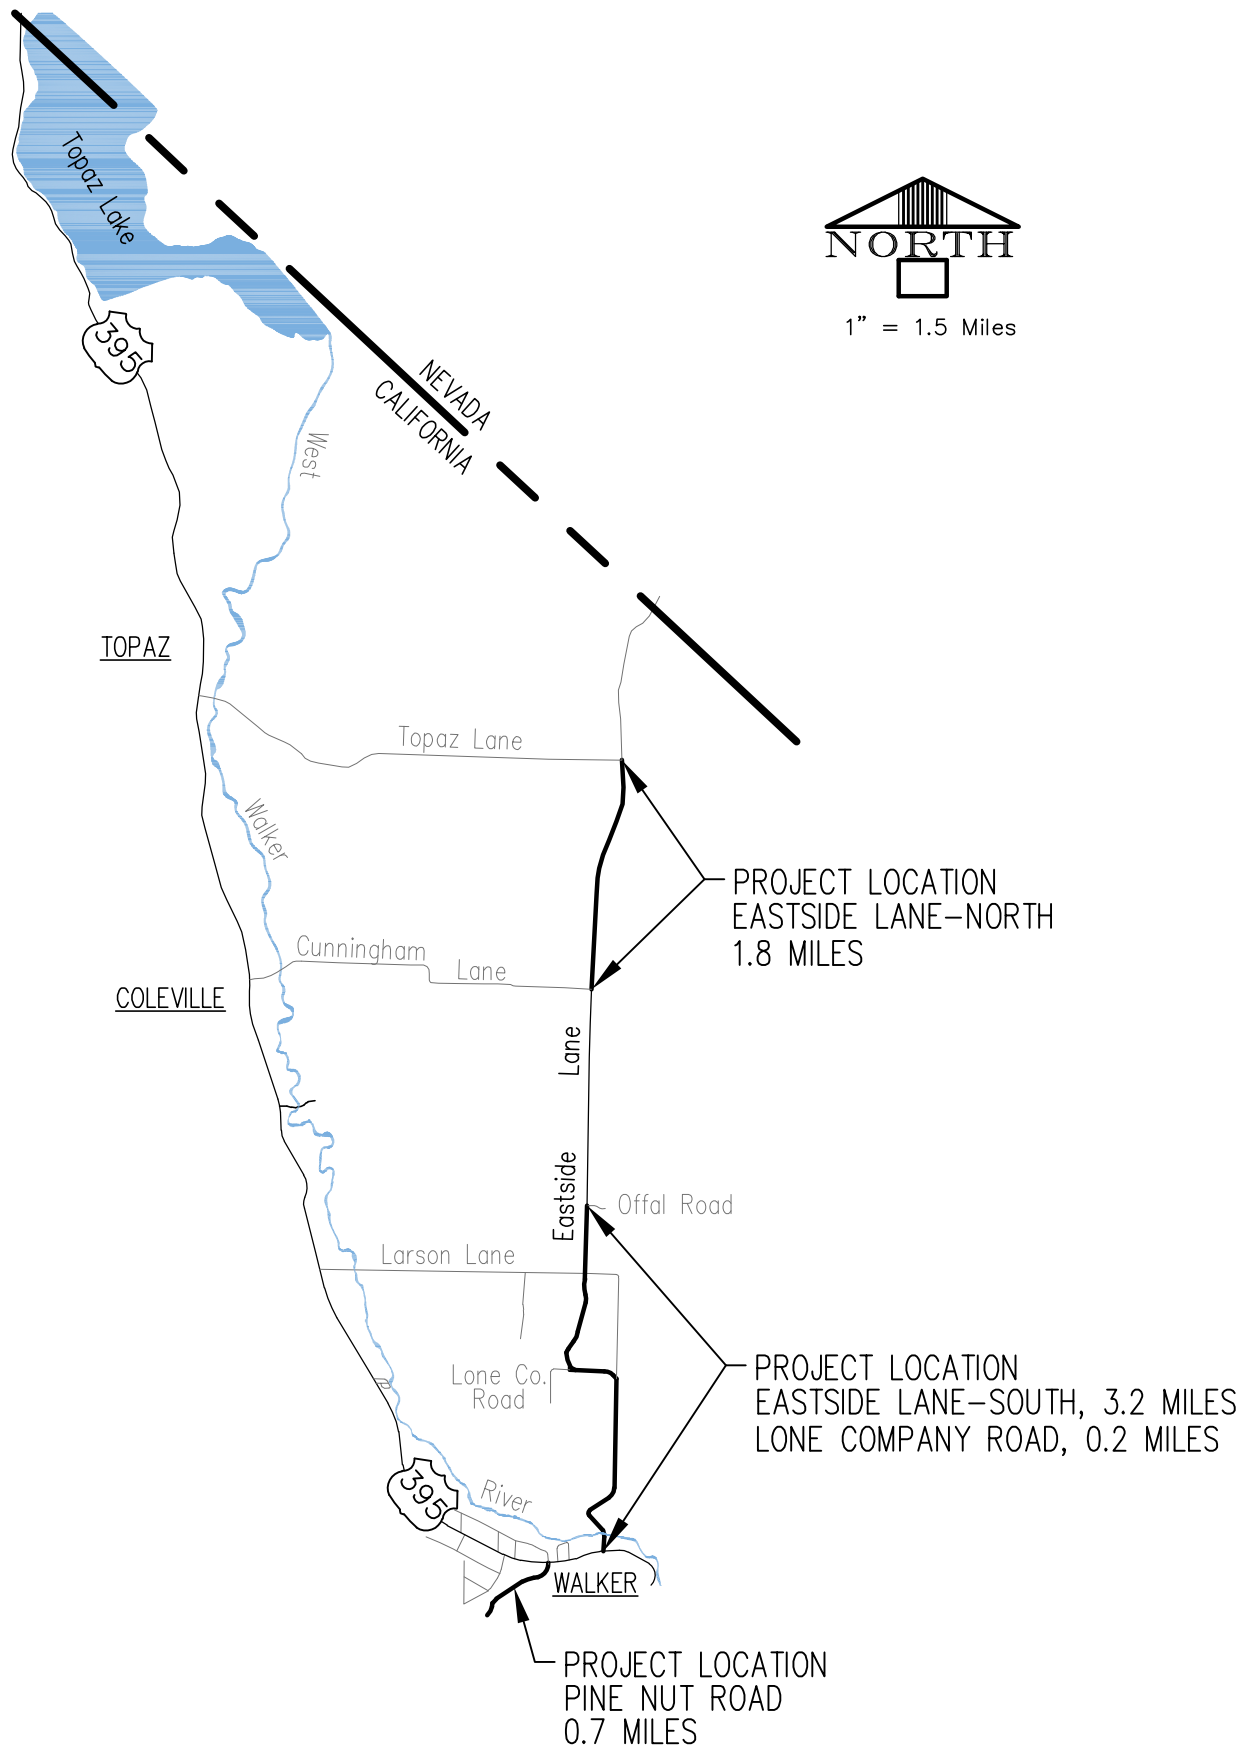 Topaz Lake
NORTH
1" = 1.5 Miles
395
NEVADA
CALIFORNIA
West
TOPAZ
Topaz Lane
Walker
PROJECT LOCATION
EASTSIDE LANE-NORTH
1.8 MILES
Cunningham Lane
COLEVILLE
Eastside Lane
Offal Road
Larson Lane
Lone Co.
Road
PROJECT LOCATION
EASTSIDE LANE-SOUTH, 3.2 MILES
LONE COMPANY ROAD, 0.2 MILES
395
River
WALKER
PROJECT LOCATION
PINE NUT ROAD
0.7 MILES